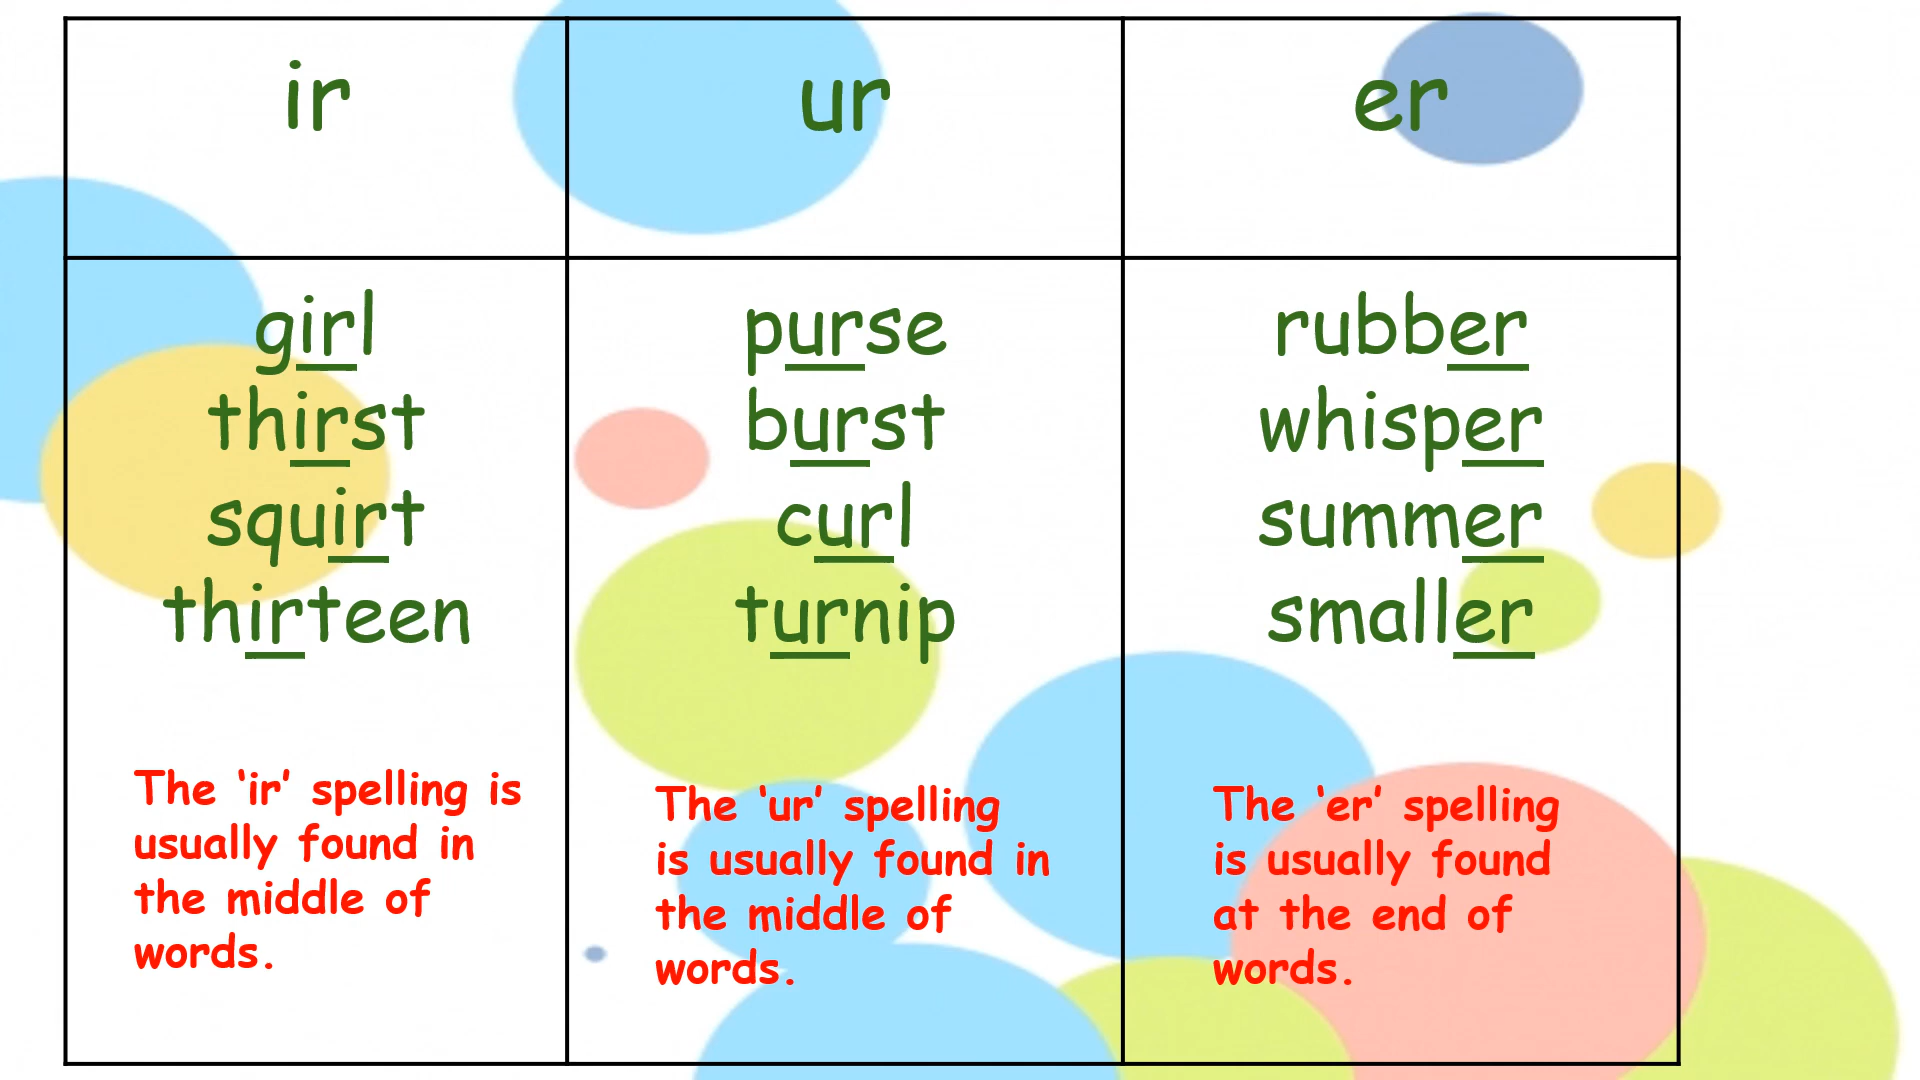 ir
ur
er
girl
thirst
squirt
thirteen
The ‘ir’ spelling is
usually found in
the middle of
words.
purse
burst
curl
turnip
The ‘ur’ spelling
is usually found in
the middle of
words.
rubber
whisper
summer
smaller
The ‘er’ spelling
is usually found
at the end of
words.